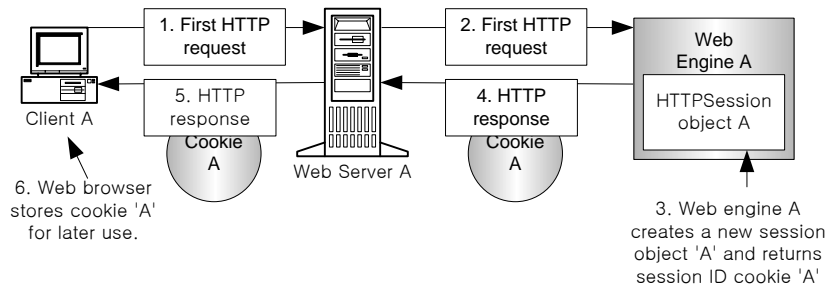 1. First HTTP
request
2. First HTTP
request
Web
Engine A
HTTPSession
object A
5. HTTP
response
Cookie
A
4. HTTP
response
Cookie
A
Client A
Web Server A
6. Web browser
stores cookie 'A'
for later use.
3. Web engine A
creates a new session
object 'A' and returns
session ID cookie 'A'